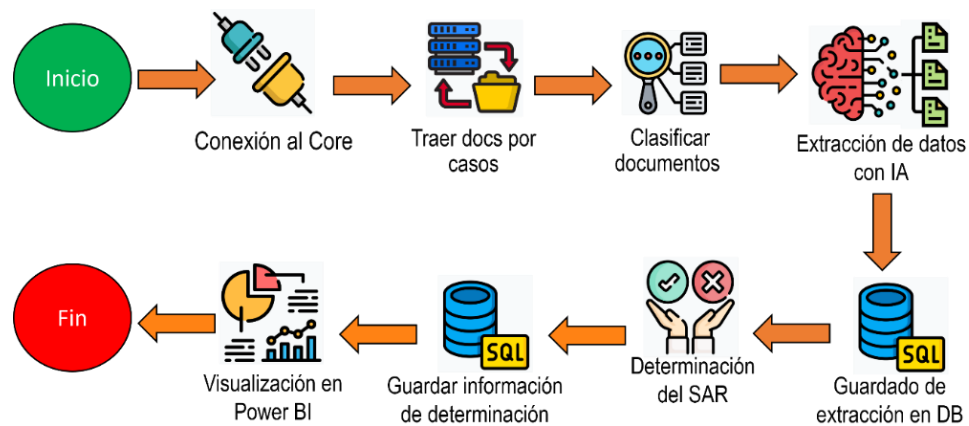 Inicio
Conexión al Core
Traer docs por
casos
Clasificar
documentos
Extracción de datos
con IA
SQL
Guardado de
extracción en DB
Determinación
del SAR
SQL
Guardar información
de determinación
Visualización en
Power BI
Fin